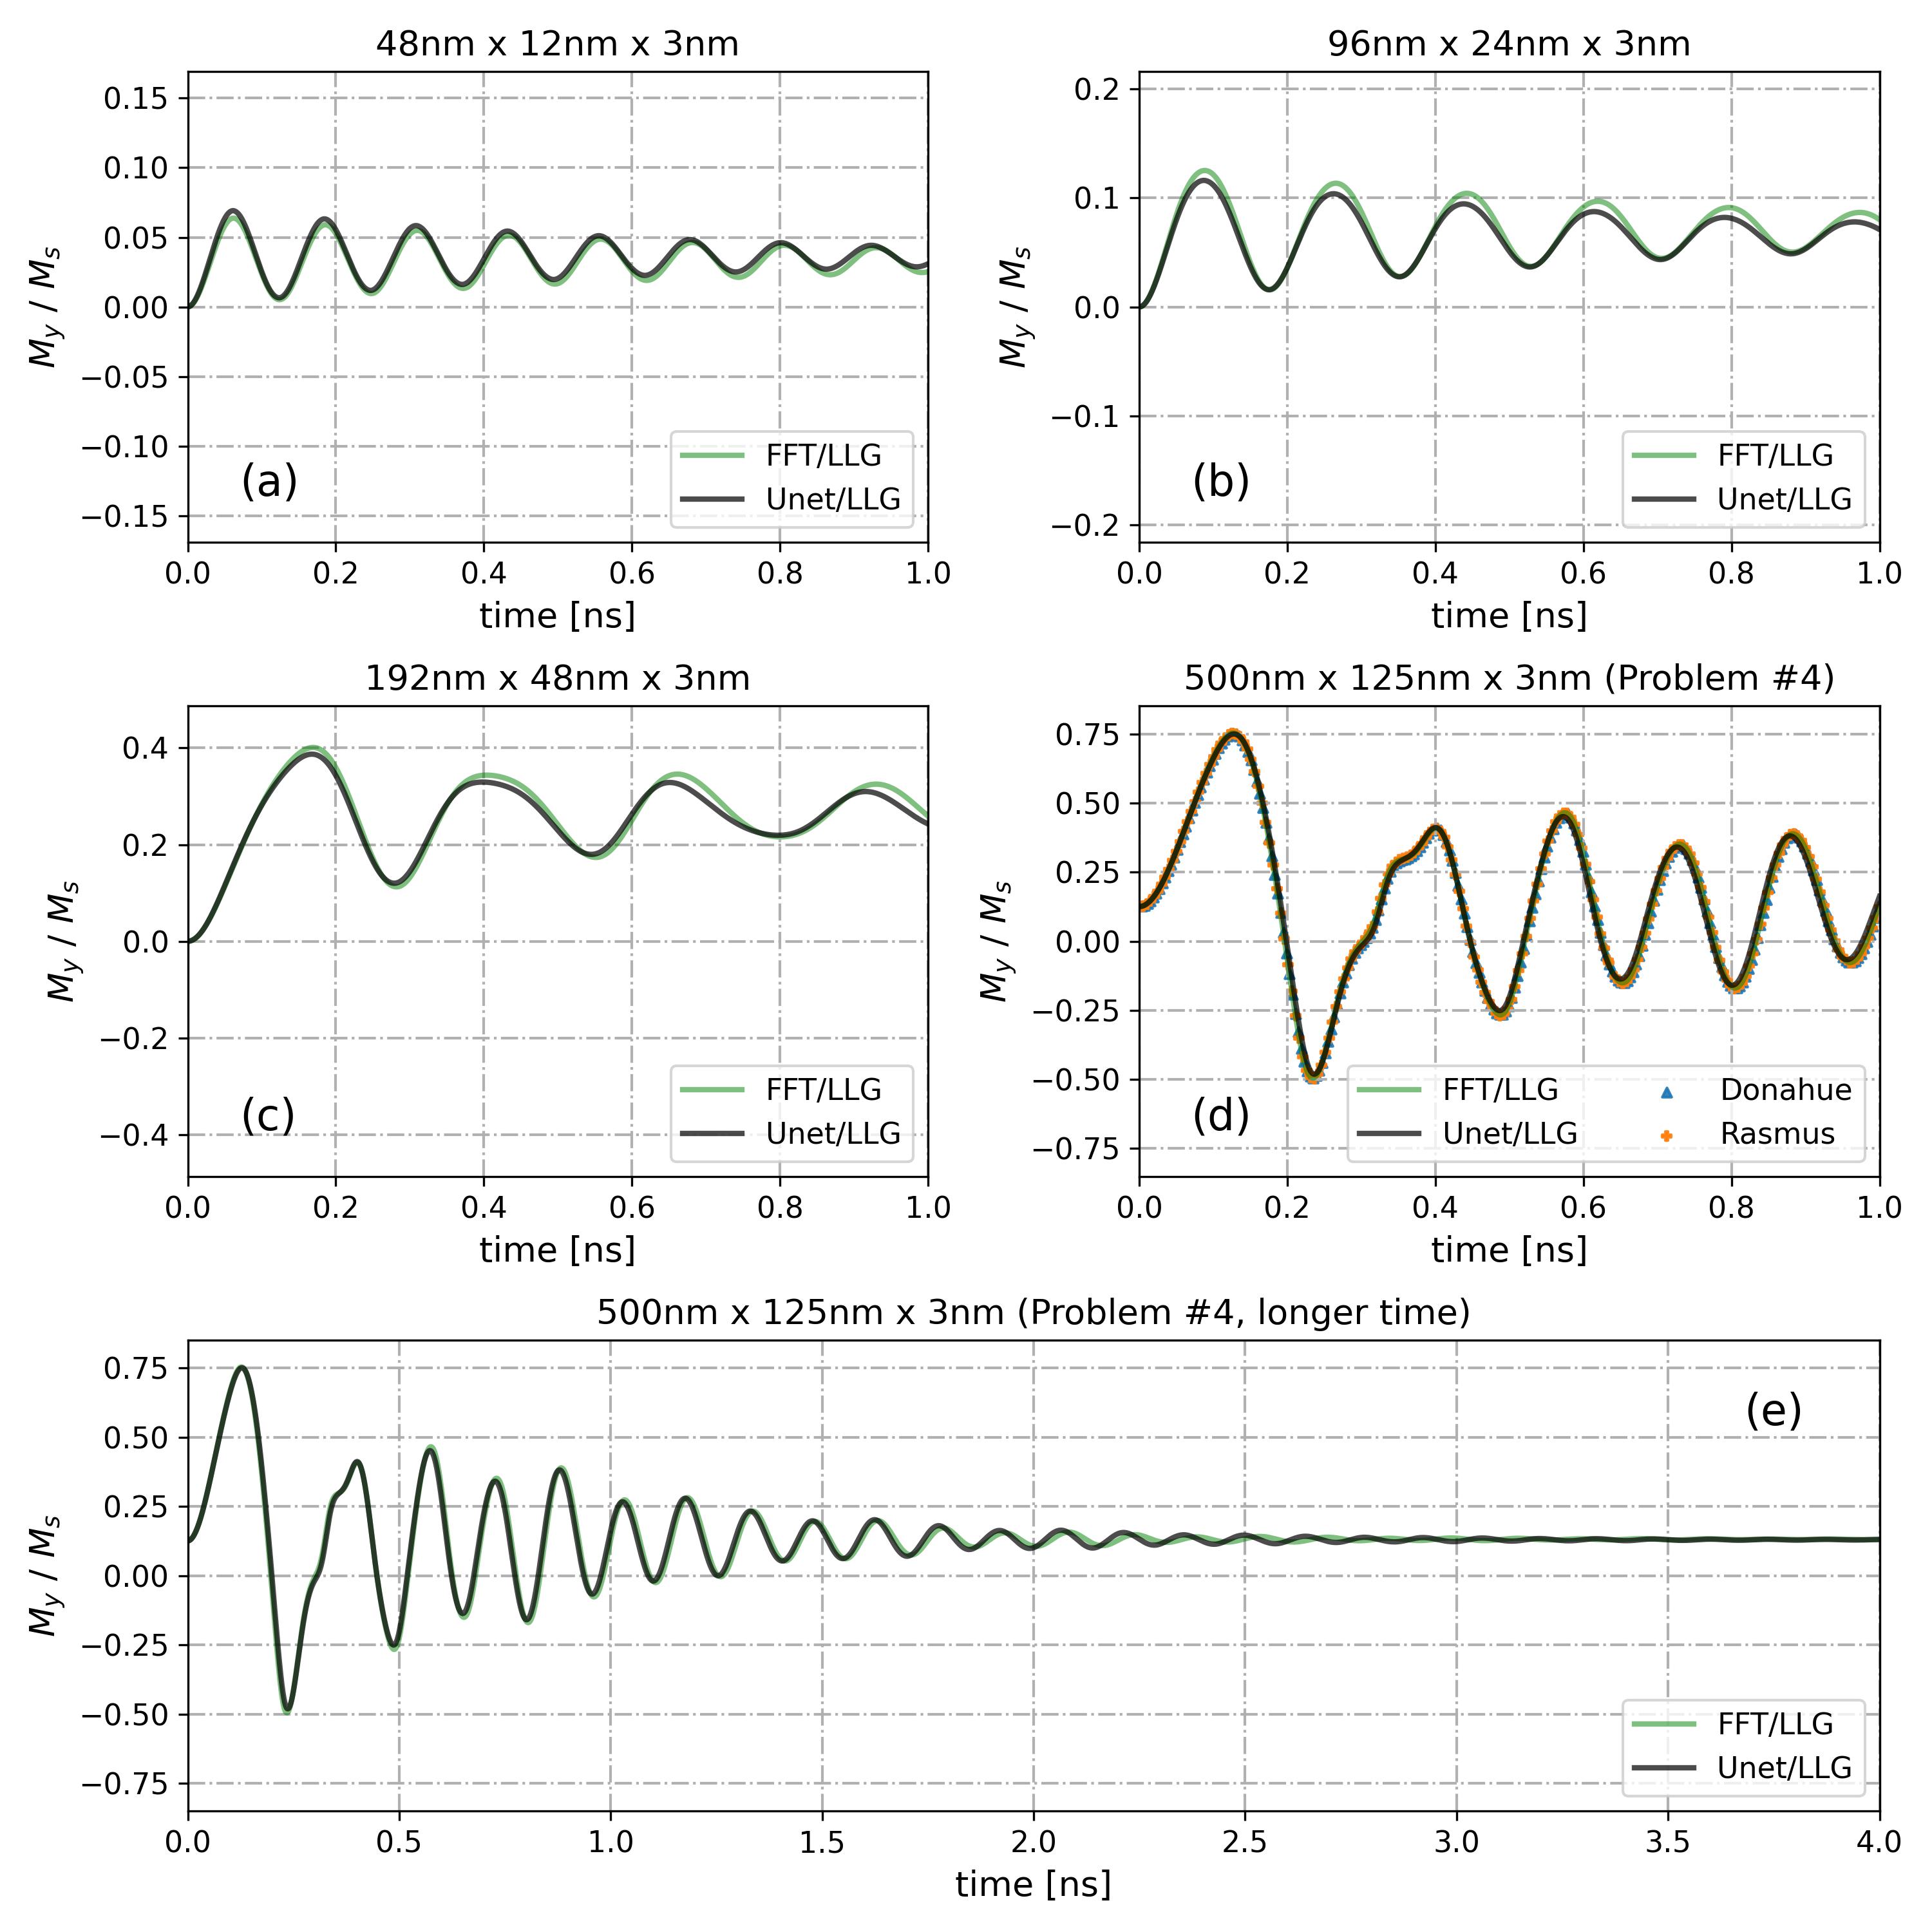 48nm x 12nm x 3nm
0.15
0.10
0.05
0.00
−0.05
−0.10
−0.15
M_y / M_s
(a)
FFT/LLG
Unet/LLG
0.0 0.2 0.4 0.6 0.8 1.0
time [ns]
96nm x 24nm x 3nm
0.2
0.1
0.0
−0.1
−0.2
M_y / M_s
(b)
FFT/LLG
Unet/LLG
0.0 0.2 0.4 0.6 0.8 1.0
time [ns]
192nm x 48nm x 3nm
0.4
0.2
0.0
−0.2
−0.4
M_y / M_s
(c)
FFT/LLG
Unet/LLG
0.0 0.2 0.4 0.6 0.8 1.0
time [ns]
500nm x 125nm x 3nm (Problem #4)
0.75
0.50
0.25
0.00
−0.25
−0.50
−0.75
M_y / M_s
(d)
FFT/LLG
Unet/LLG
Donahue
Rasmus
0.0 0.2 0.4 0.6 0.8 1.0
time [ns]
500nm x 125nm x 3nm (Problem #4, longer time)
0.75
0.50
0.25
0.00
−0.25
−0.50
−0.75
M_y / M_s
(e)
FFT/LLG
Unet/LLG
0.0 0.5 1.0 1.5 2.0 2.5 3.0 3.5 4.0
time [ns]